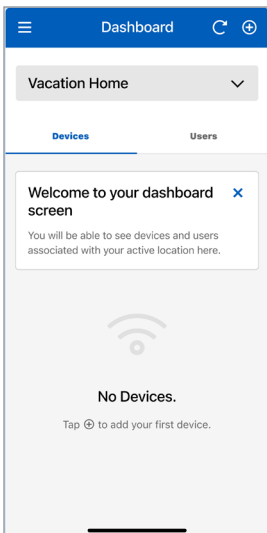 Dashboard
Vacation Home
Devices Users
Welcome to your dashboard
screen
You will be able to see devices and users
associated with your active location here.
No Devices.
Tap ⊕ to add your first device.